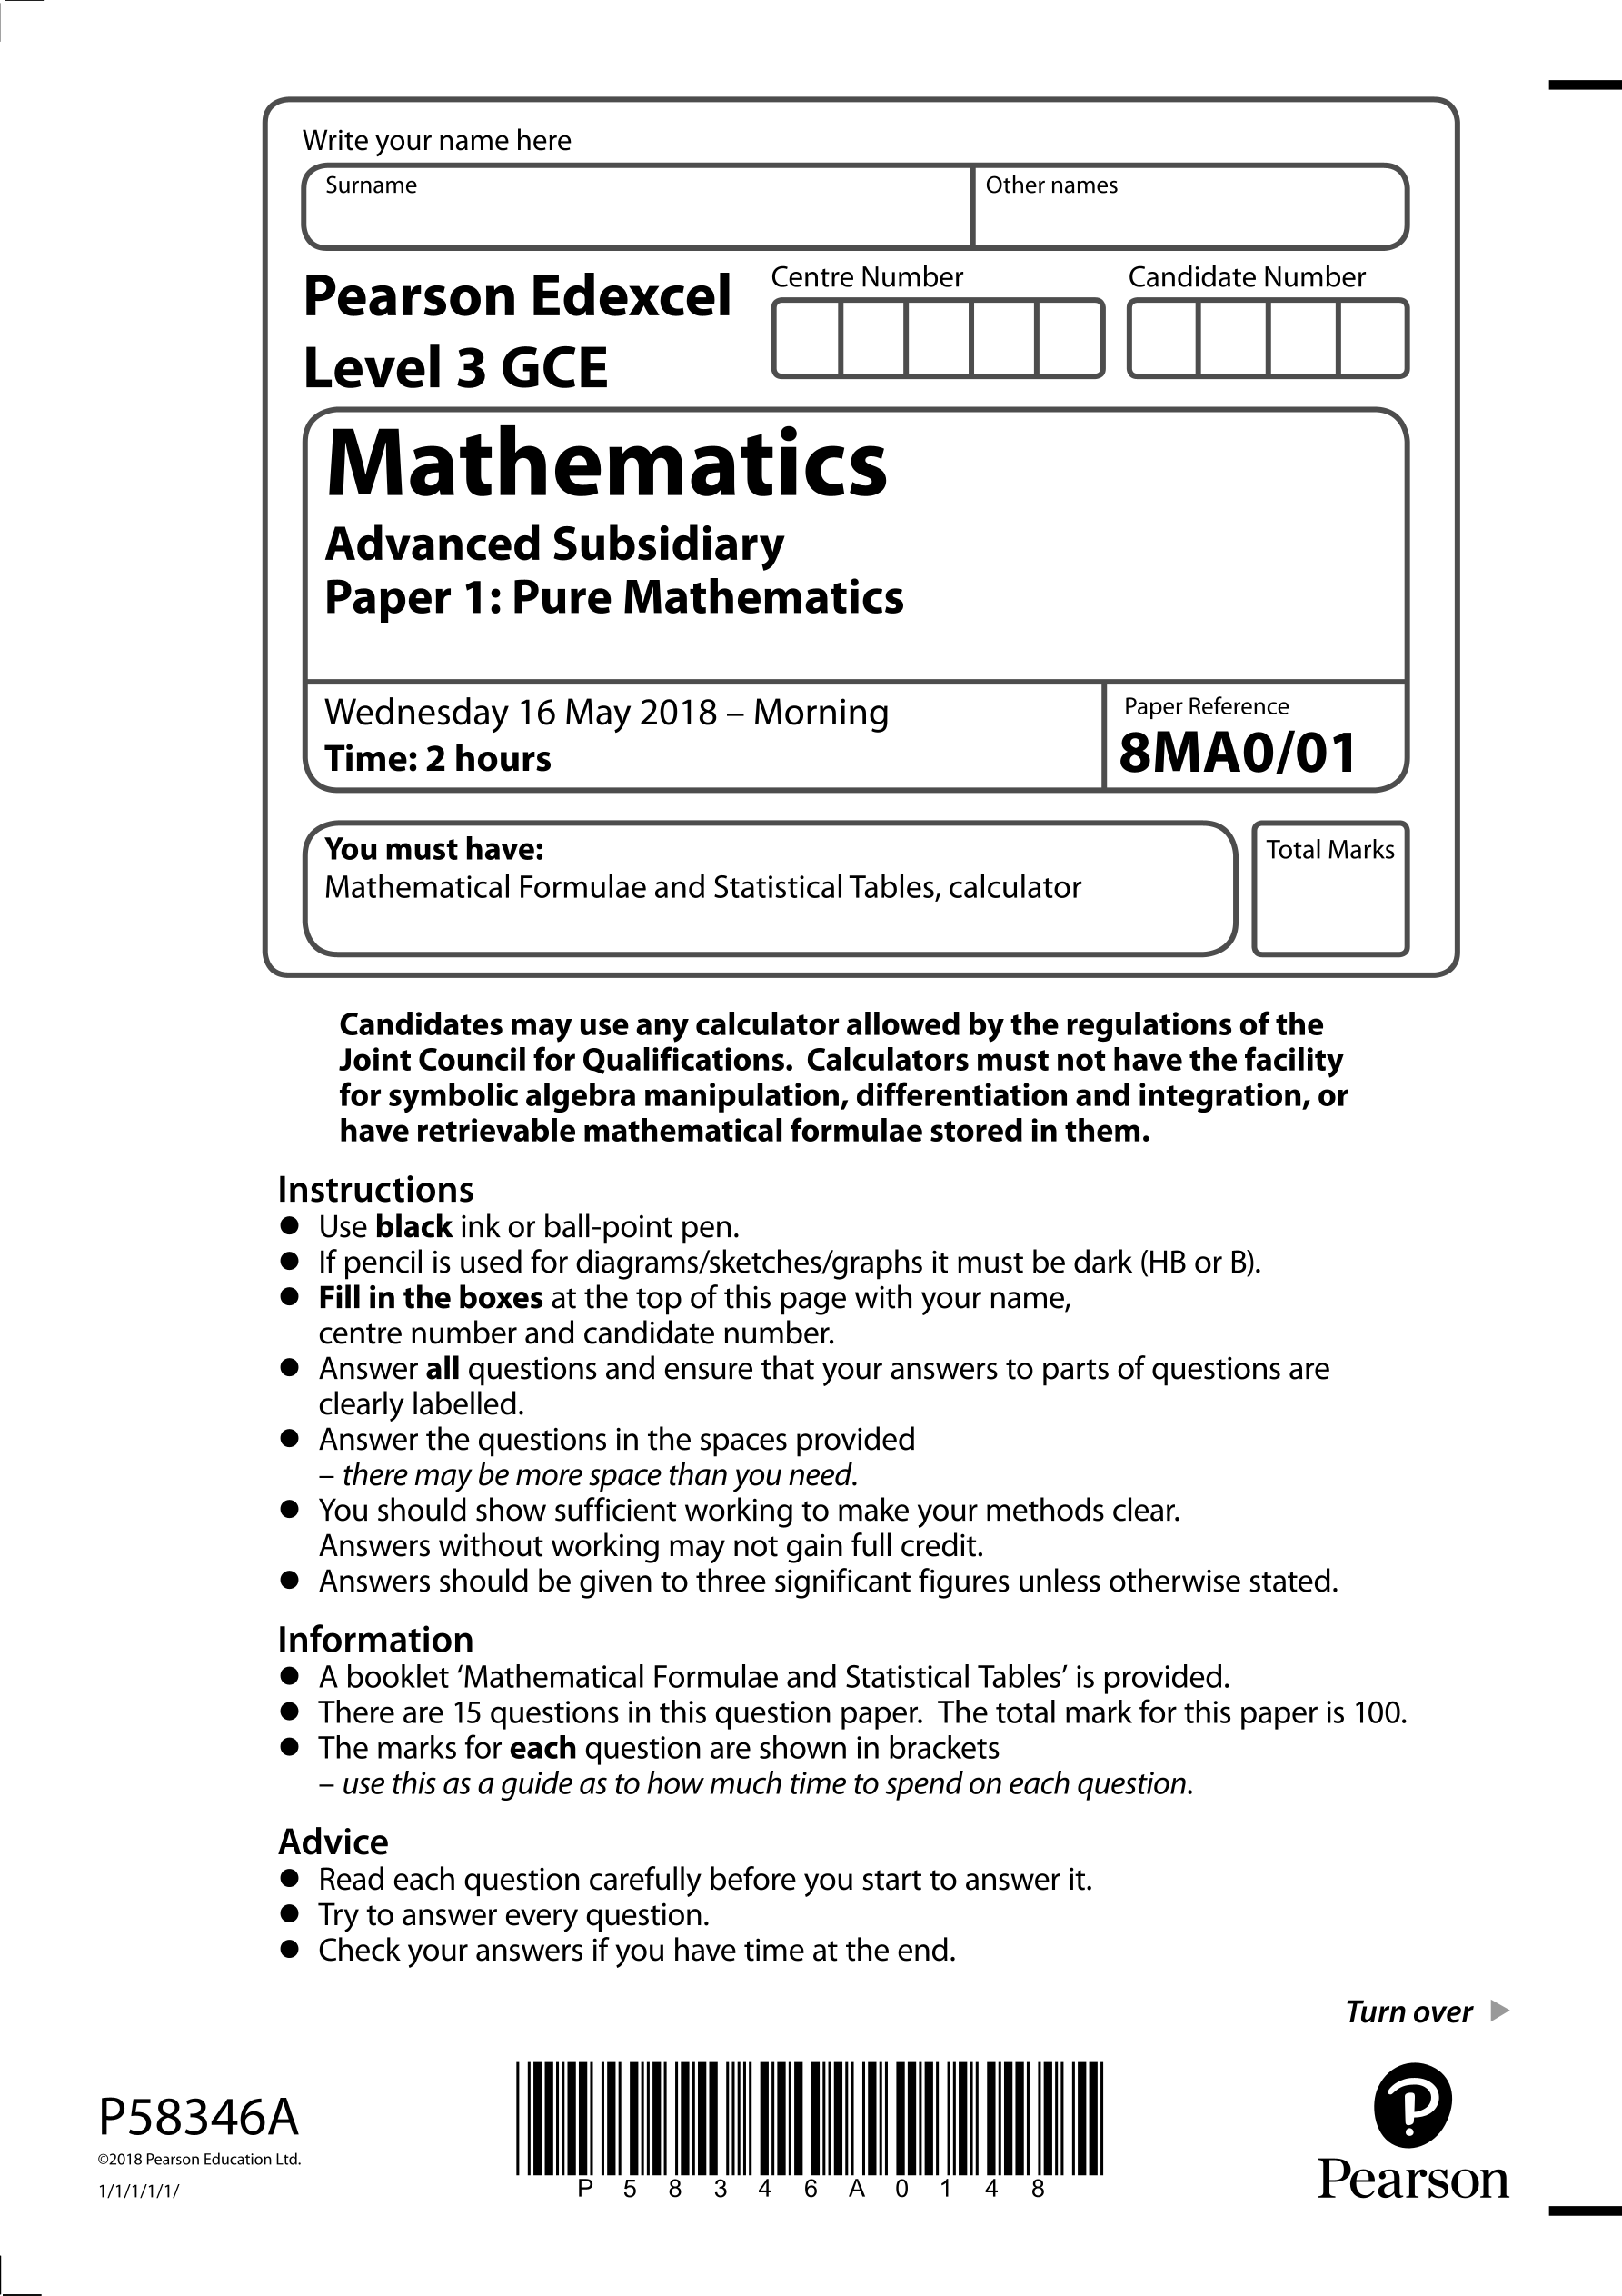 Write your name here
Surname
Other names
Pearson Edexcel
Level 3 GCE
Centre Number
Candidate Number
Mathematics
Advanced Subsidiary
Paper 1: Pure Mathematics
Wednesday 16 May 2018 – Morning
Time: 2 hours
Paper Reference
8MA0/01
You must have:
Mathematical Formulae and Statistical Tables, calculator
Total Marks
Candidates may use any calculator allowed by the regulations of the
Joint Council for Qualifications.  Calculators must not have the facility
for symbolic algebra manipulation, differentiation and integration, or
have retrievable mathematical formulae stored in them.
Instructions
● Use black ink or ball-point pen.
● If pencil is used for diagrams/sketches/graphs it must be dark (HB or B).
● Fill in the boxes at the top of this page with your name,
centre number and candidate number.
● Answer all questions and ensure that your answers to parts of questions are
clearly labelled.
● Answer the questions in the spaces provided
– there may be more space than you need.
● You should show sufficient working to make your methods clear.
Answers without working may not gain full credit.
● Answers should be given to three significant figures unless otherwise stated.
Information
● A booklet ‘Mathematical Formulae and Statistical Tables’ is provided.
● There are 15 questions in this question paper.  The total mark for this paper is 100.
● The marks for each question are shown in brackets
– use this as a guide as to how much time to spend on each question.
Advice
● Read each question carefully before you start to answer it.
● Try to answer every question.
● Check your answers if you have time at the end.
Turn over
P58346A
©2018 Pearson Education Ltd.
1/1/1/1/1/
P58346A0148
Pearson